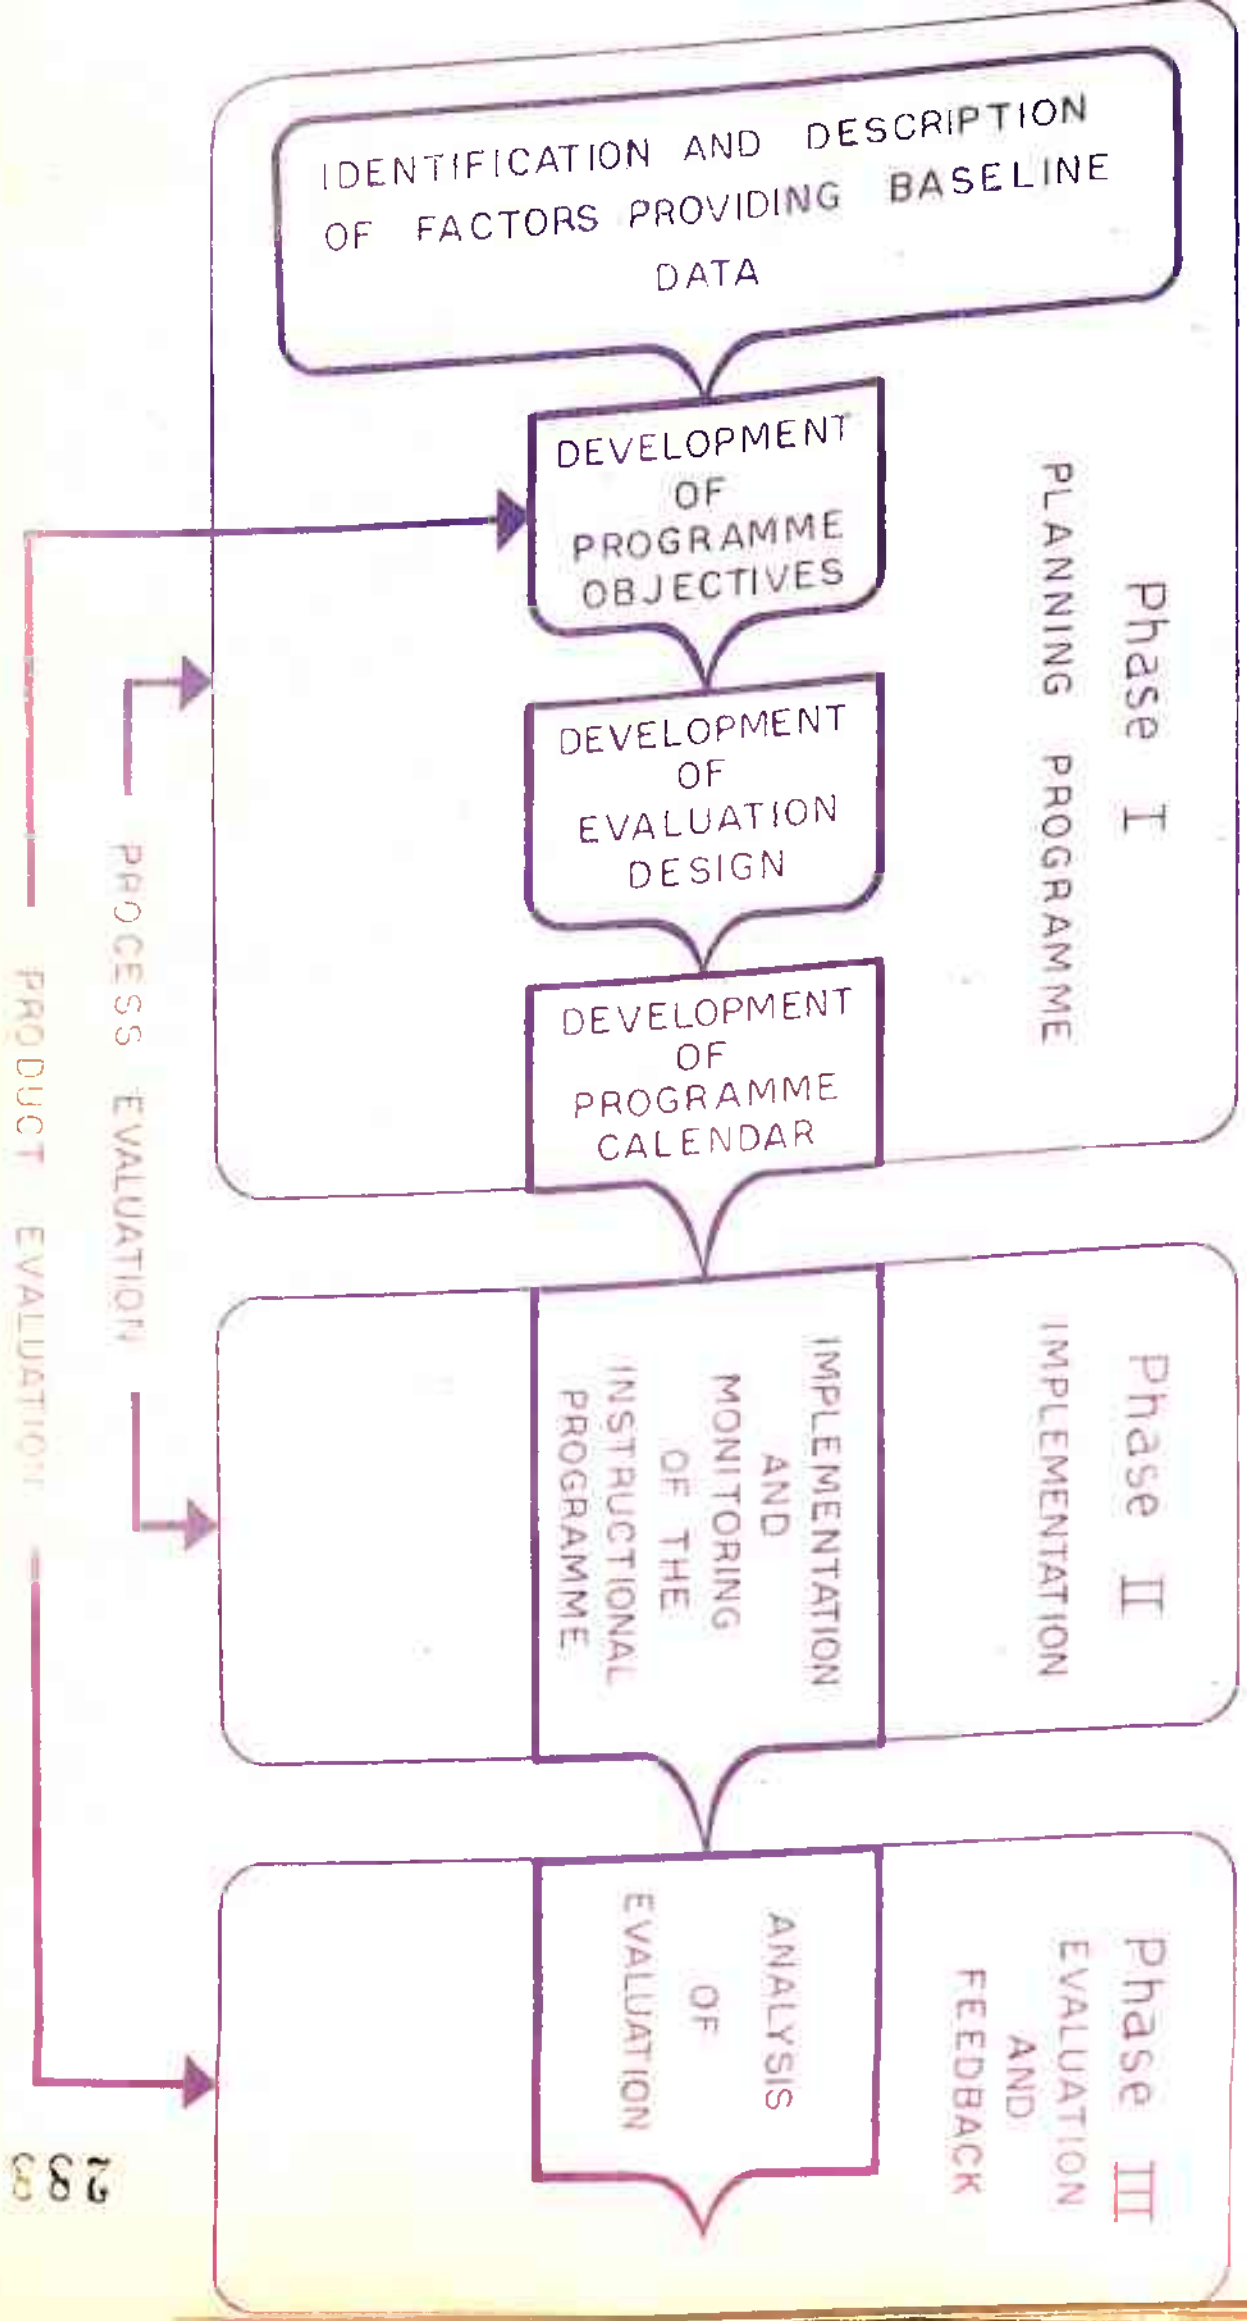 Phase I
PLANNING PROGRAMME
IDENTIFICATION AND DESCRIPTION
OF FACTORS PROVIDING BASELINE
DATA
DEVELOPMENT
OF
PROGRAMME
OBJECTIVES
DEVELOPMENT
OF
EVALUATION
DESIGN
DEVELOPMENT
OF
PROGRAMME
CALENDAR
Phase II
IMPLEMENTATION
IMPLEMENTATION
AND
MONITORING
OF THE
INSTRUCTIONAL
PROGRAMME
Phase III
EVALUATION
AND
FEEDBACK
ANALYSIS
OF
EVALUATION
PROCESS EVALUATION
PRODUCT EVALUATION